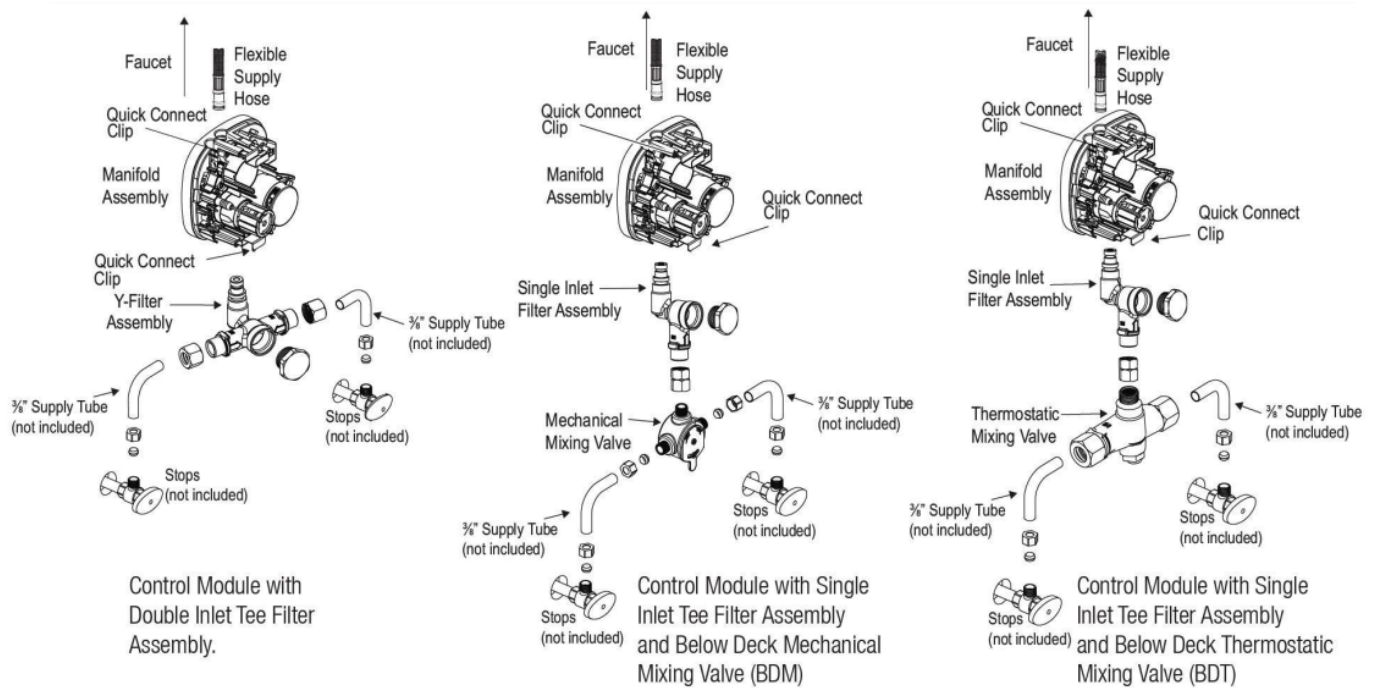 Faucet
Flexible
Supply
Hose
Quick Connect
Clip
Manifold
Assembly
Quick Connect
Clip
Y-Filter
Assembly
⅜" Supply Tube
(not included)
⅜" Supply Tube
(not included)
Stops
(not included)
Stops
(not included)
Control Module with
Double Inlet Tee Filter
Assembly.
Faucet
Flexible
Supply
Hose
Quick Connect
Clip
Manifold
Assembly
Quick Connect
Clip
Single Inlet
Filter Assembly
Mechanical
Mixing Valve
⅜" Supply Tube
(not included)
⅜" Supply Tube
(not included)
Stops
(not included)
Stops
(not included)
Control Module with Single
Inlet Tee Filter Assembly
and Below Deck Mechanical
Mixing Valve (BDM)
Faucet
Flexible
Supply
Hose
Quick Connect
Clip
Manifold
Assembly
Quick Connect
Clip
Single Inlet
Filter Assembly
Thermostatic
Mixing Valve
⅜" Supply Tube
(not included)
⅜" Supply Tube
(not included)
Stops
(not included)
Stops
(not included)
Control Module with Single
Inlet Tee Filter Assembly
and Below Deck Thermostatic
Mixing Valve (BDT)